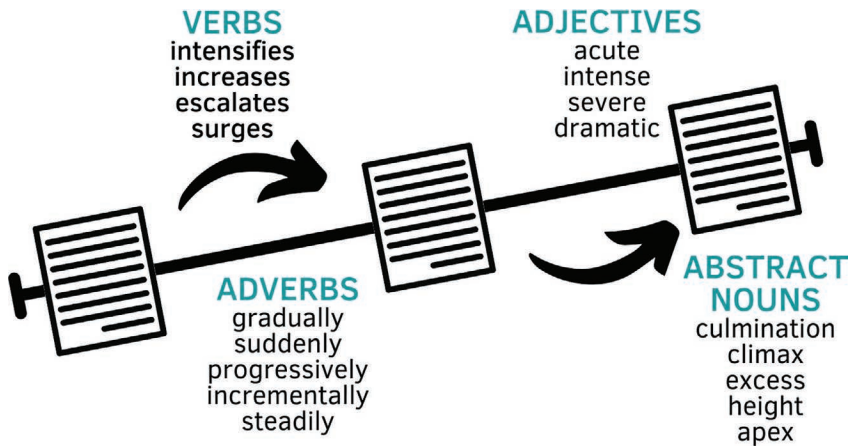 VERBS
intensifies
increases
escalates
surges
ADJECTIVES
acute
intense
severe
dramatic
ADVERBS
gradually
suddenly
progressively
incrementally
steadily
ABSTRACT
NOUNS
culmination
climax
excess
height
apex